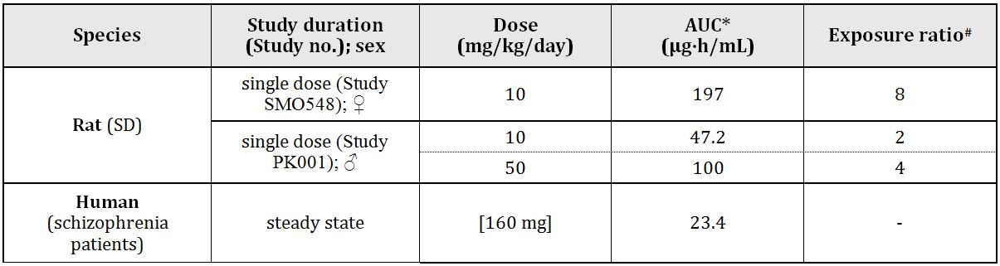 Species
Study duration
(Study no.); sex
Dose
(mg/kg/day)
AUC*
(μg∙h/mL)
Exposure ratio#
Rat (SD)
single dose (Study
SMO548); ♀
10
197
8
single dose (Study
PK001); ♂
10
47.2
2
50
100
4
Human
(schizophrenia
patients)
steady state
[160 mg]
23.4
-